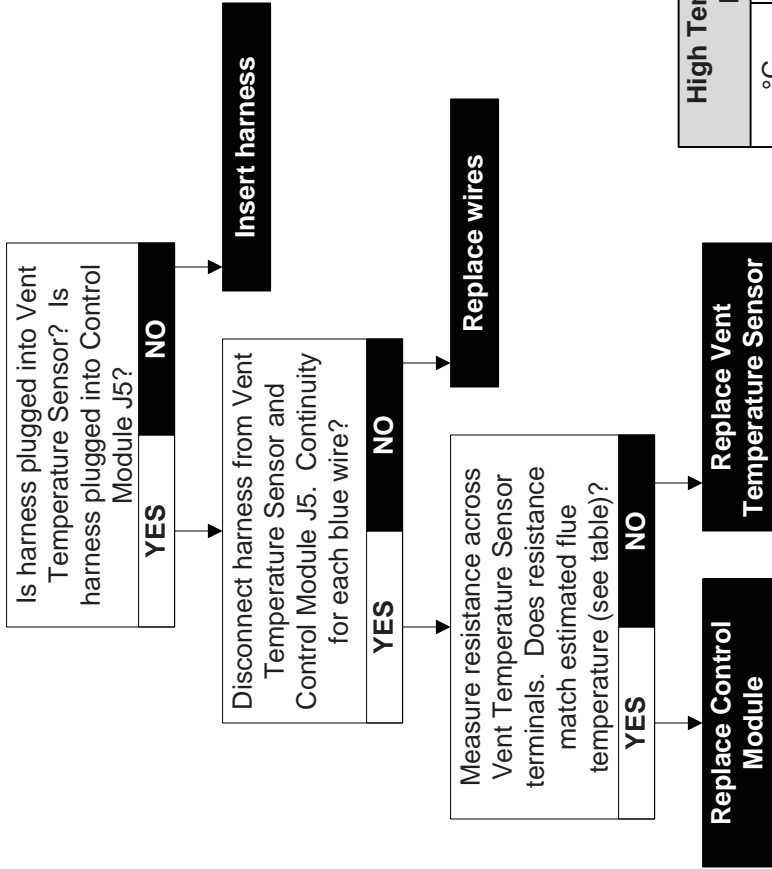 Is harness plugged into Vent
Temperature Sensor? Is
harness plugged into Control
Module J5?
YES
NO
Insert harness
Disconnect harness from Vent
Temperature Sensor and
Control Module J5. Continuity
for each blue wire?
YES
NO
Replace wires
Measure resistance across
Vent Temperature Sensor
terminals. Does resistance
match estimated flue
temperature (see table)?
YES
NO
Replace Control
Module
Replace Vent
Temperature Sensor
High
°C